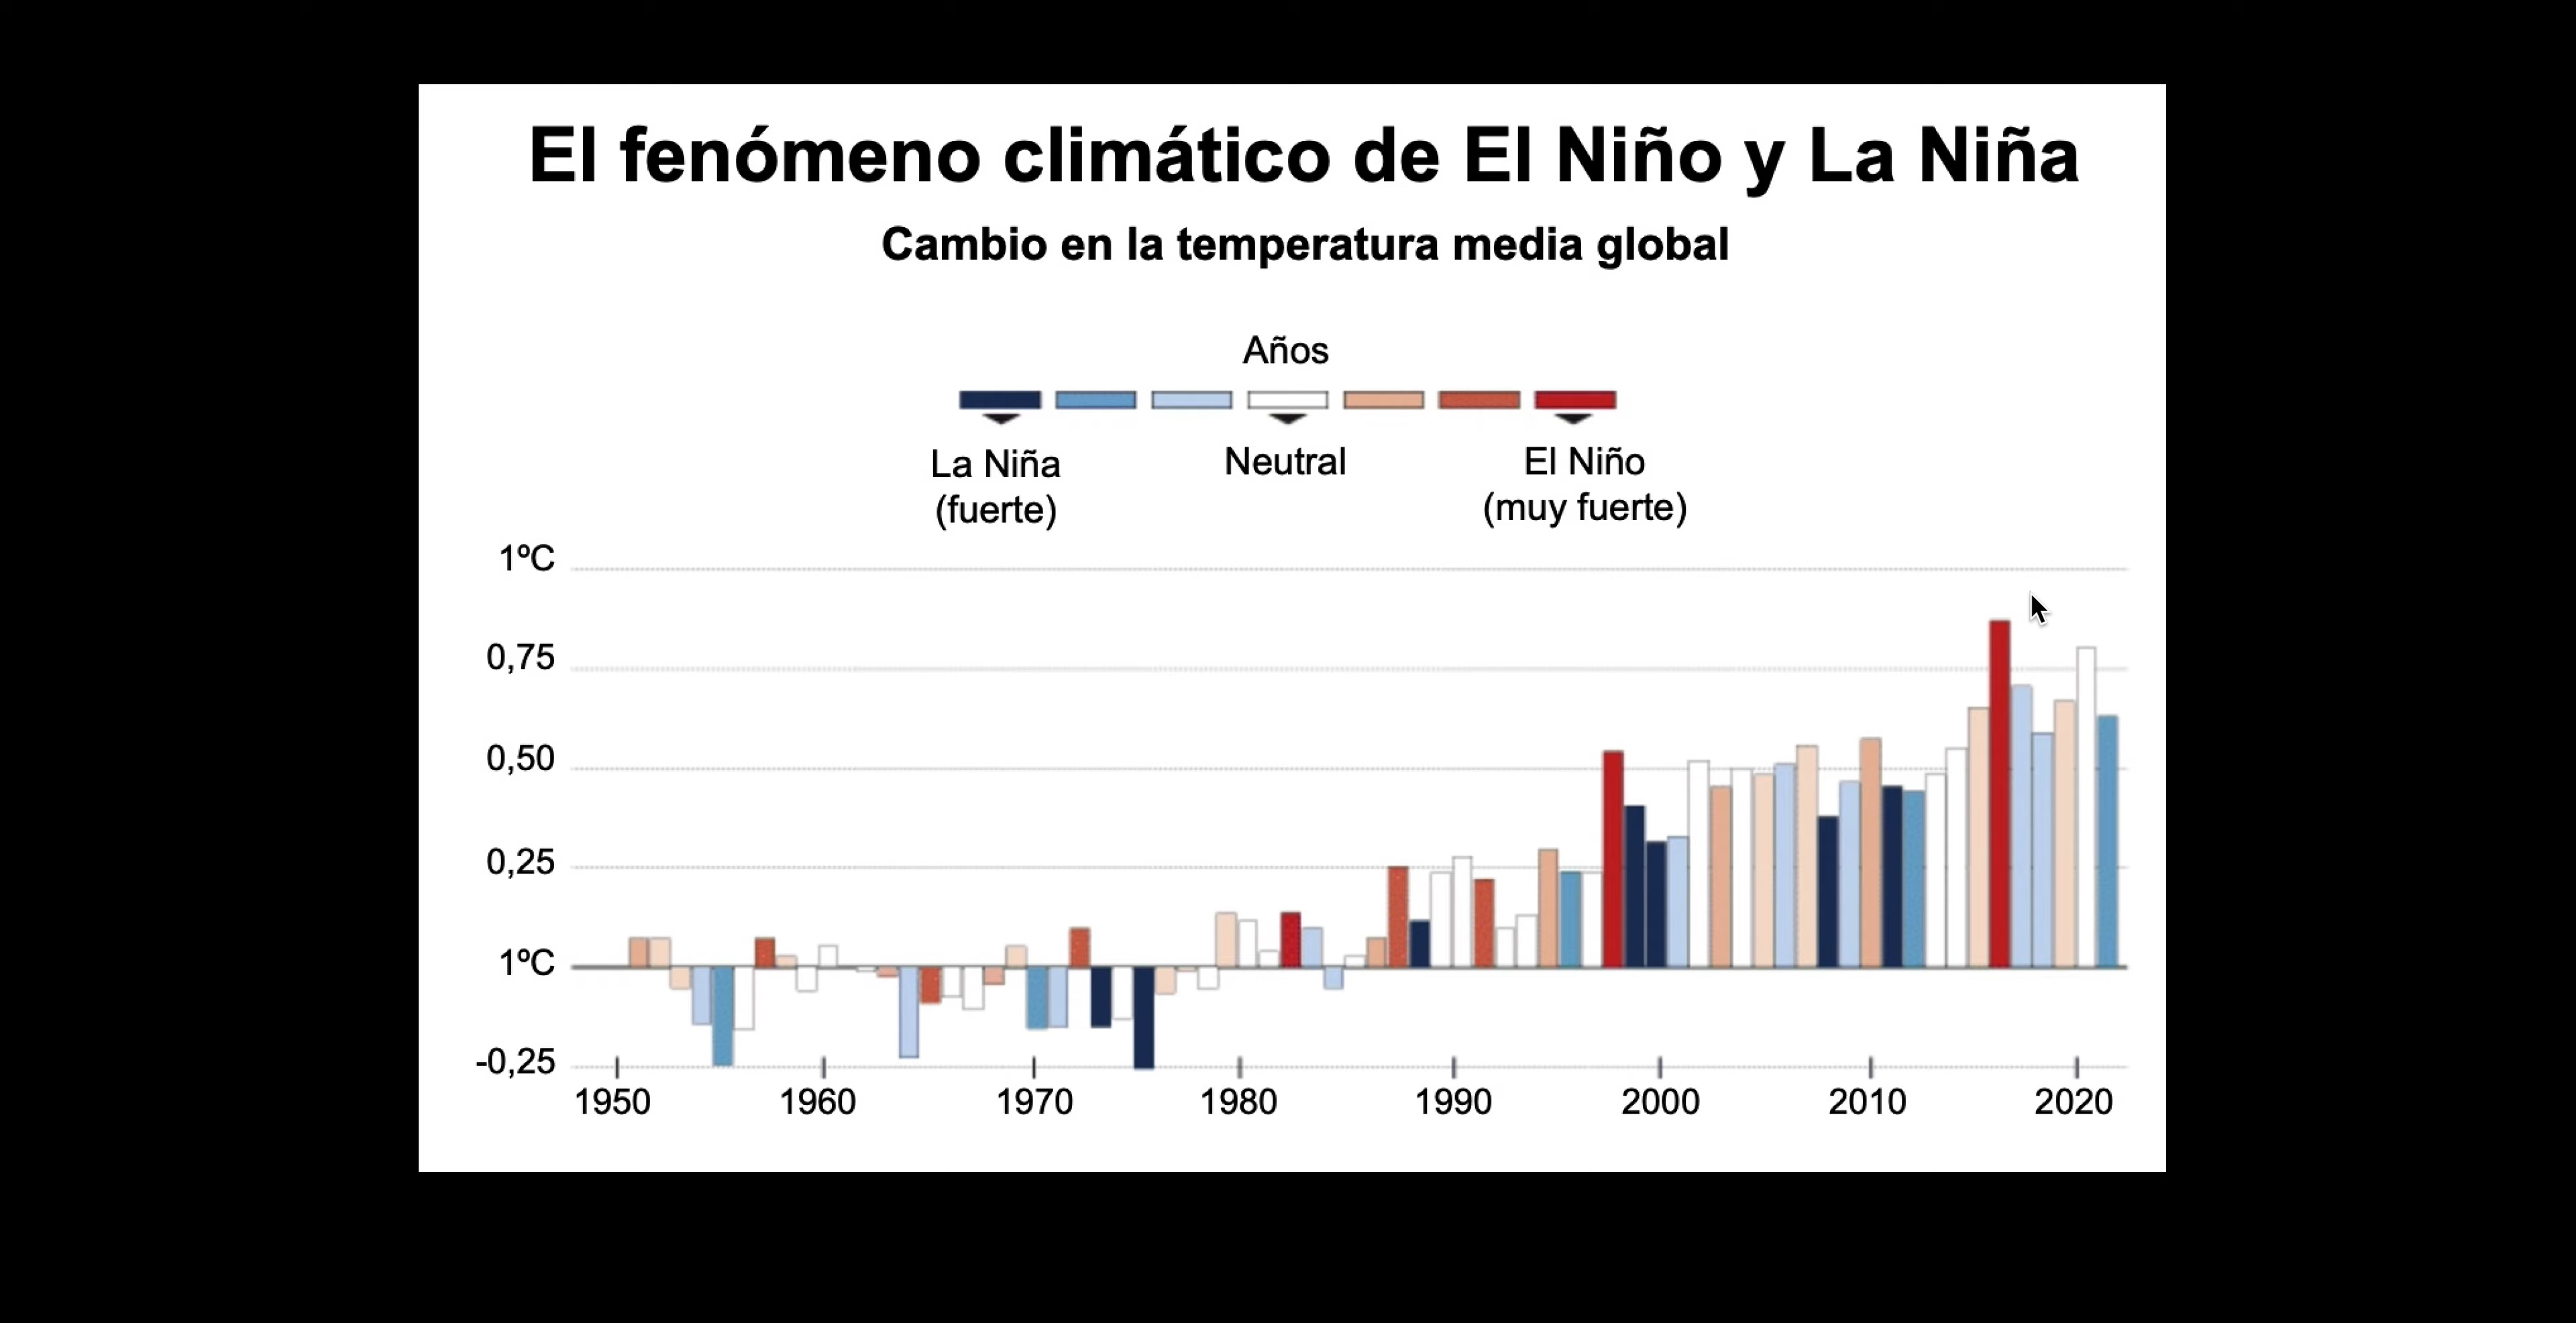 El fenómeno climático de El Niño y La Niña
Cambio en la temperatura media global
Años
La Niña
(fuerte)
Neutral
El Niño
(muy fuerte)
1ºC
0,75
0,50
0,25
1ºC
-0,25
1950 1960 1970 1980 1990 2000 2010 2020